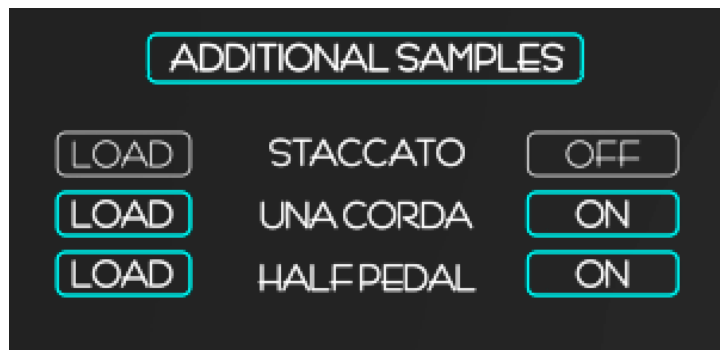 ADDITIONAL SAMPLES
LOAD STACCATO OFF
LOAD UNA CORDA ON
LOAD HALF PEDAL ON